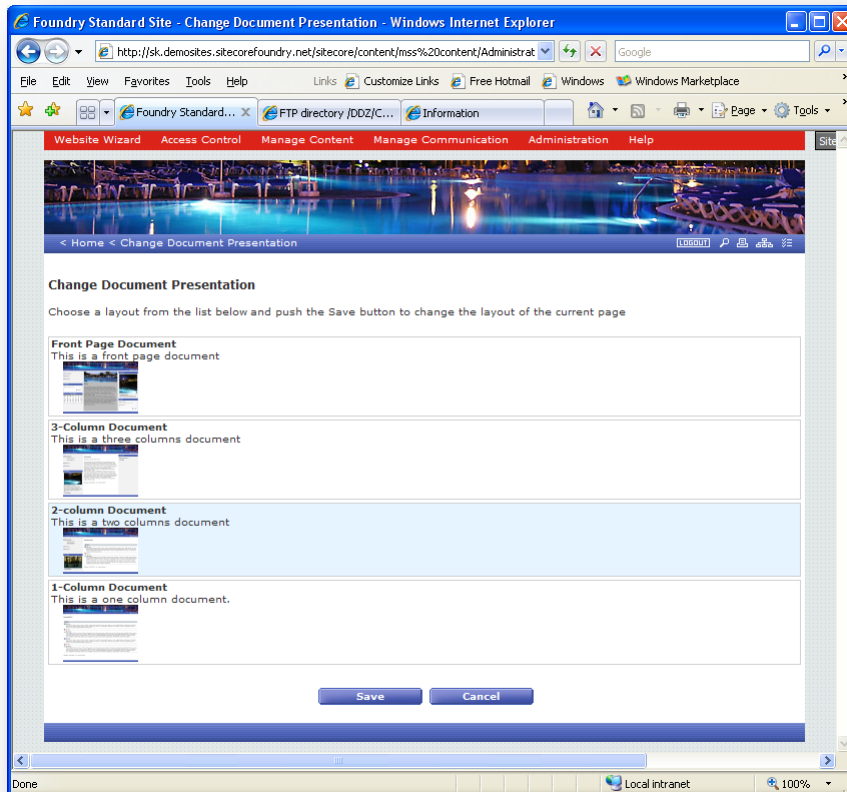 Foundry Standard Site - Change Document Presentation - Windows Internet Explorer
http://sk.demosites.sitecorefoundry.net/sitecore/content/mss%20content/Administrat
Google
File Edit View Favorites Tools Help Links Customize Links Free Hotmail Windows Windows Marketplace
Foundry Standard... FTP directory /DDZ/C... Information Page Tools
Website Wizard Access Control Manage Content Manage Communication Administration Help Site
< Home < Change Document Presentation LOGOUT
Change Document Presentation
Choose a layout from the list below and push the Save button to change the layout of the current page
Front Page Document
This is a front page document
3-Column Document
This is a three columns document
2-column Document
This is a two columns document
1-Column Document
This is a one column document.
Save Cancel
Done Local intranet 100%